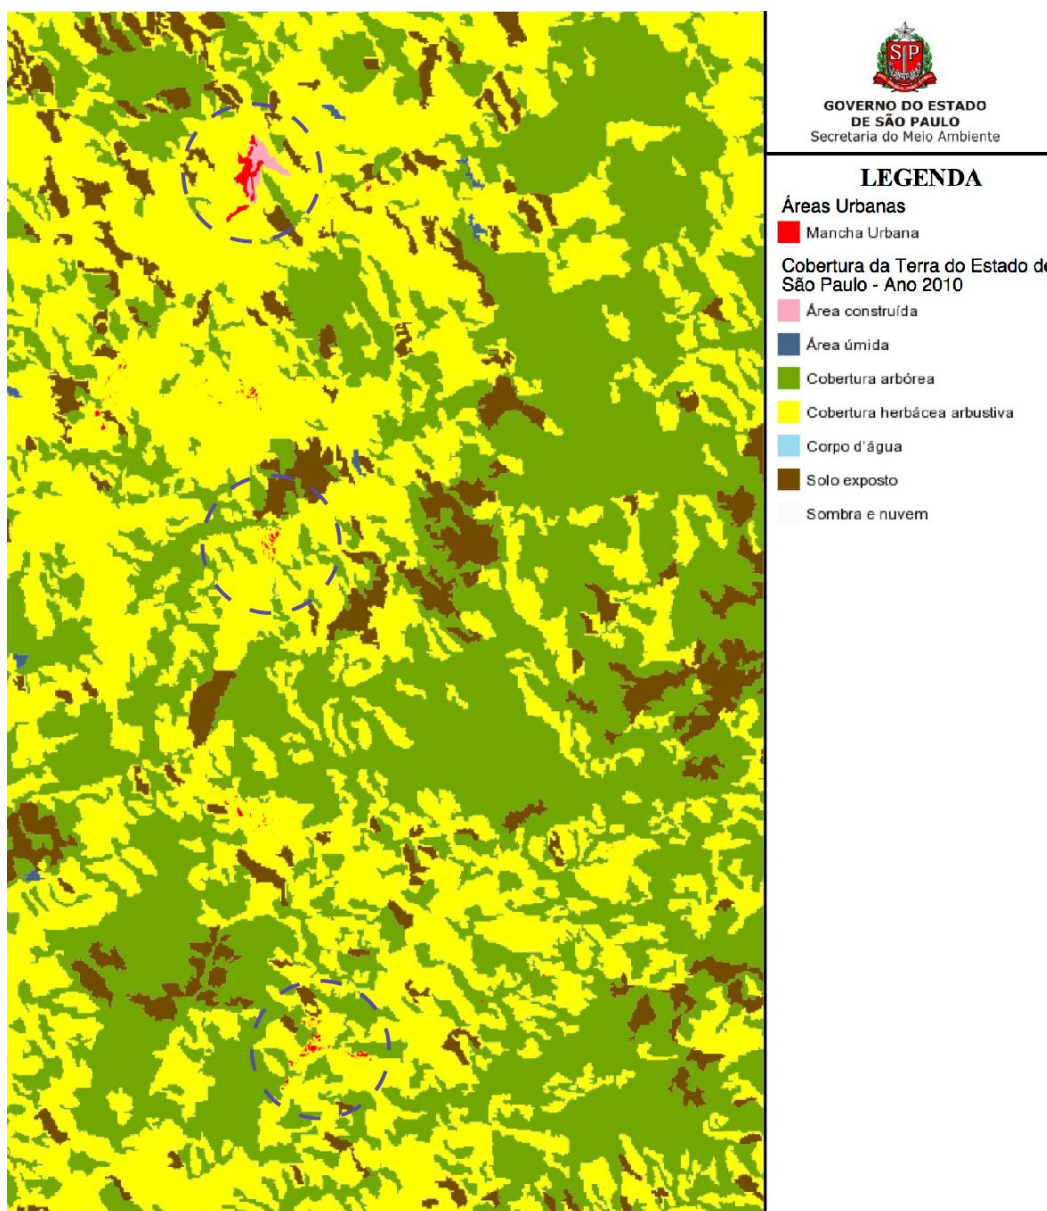 SP
GOVERNO DO ESTADO
DE SÃO PAULO
Secretaria do Meio Ambiente
LEGENDA
Áreas Urbanas
Mancha Urbana
Cobertura da Terra do Estado de
São Paulo - Ano 2010
Área construída
Área úmida
Cobertura arbórea
Cobertura herbácea arbustiva
Corpo d'água
Solo exposto
Sombra e nuvem